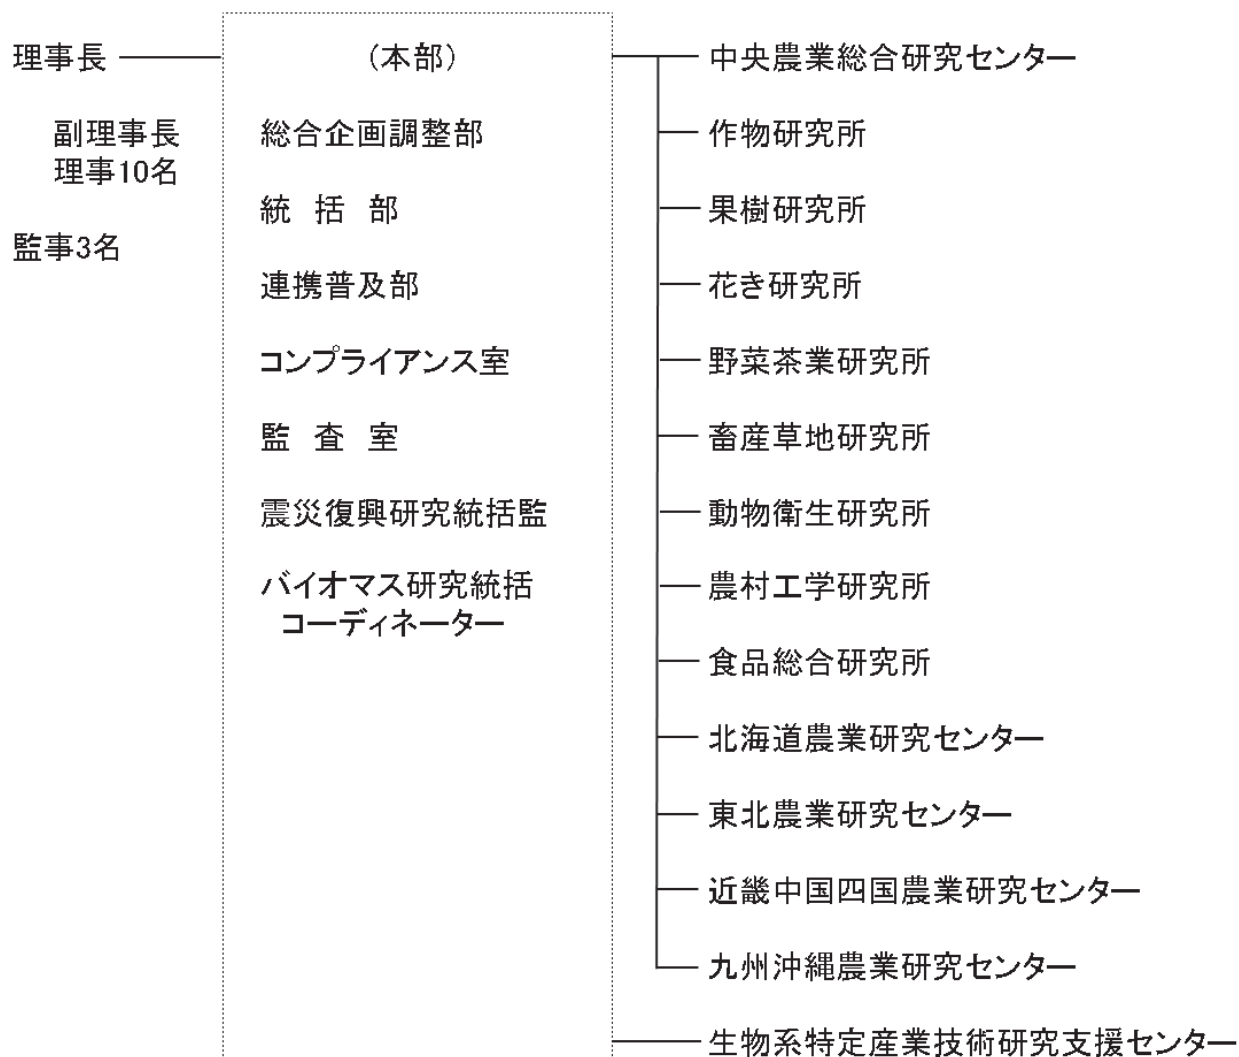 理事長
副理事長
理事10名
監事3名
（本部）
総合企画調整部
統 括 部
連携普及部
コンプライアンス室
監 査 室
震災復興研究統括監
バイオマス研究統括
コーディネーター
中央農業総合研究センター
作物研究所
果樹研究所
花き研究所
野菜茶業研究所
畜産草地研究所
動物衛生研究所
農村工学研究所
食品総合研究所
北海道農業研究センター
東北農業研究センター
近畿中国四国農業研究センター
九州沖縄農業研究センター
生物系特定産業技術研究支援センター